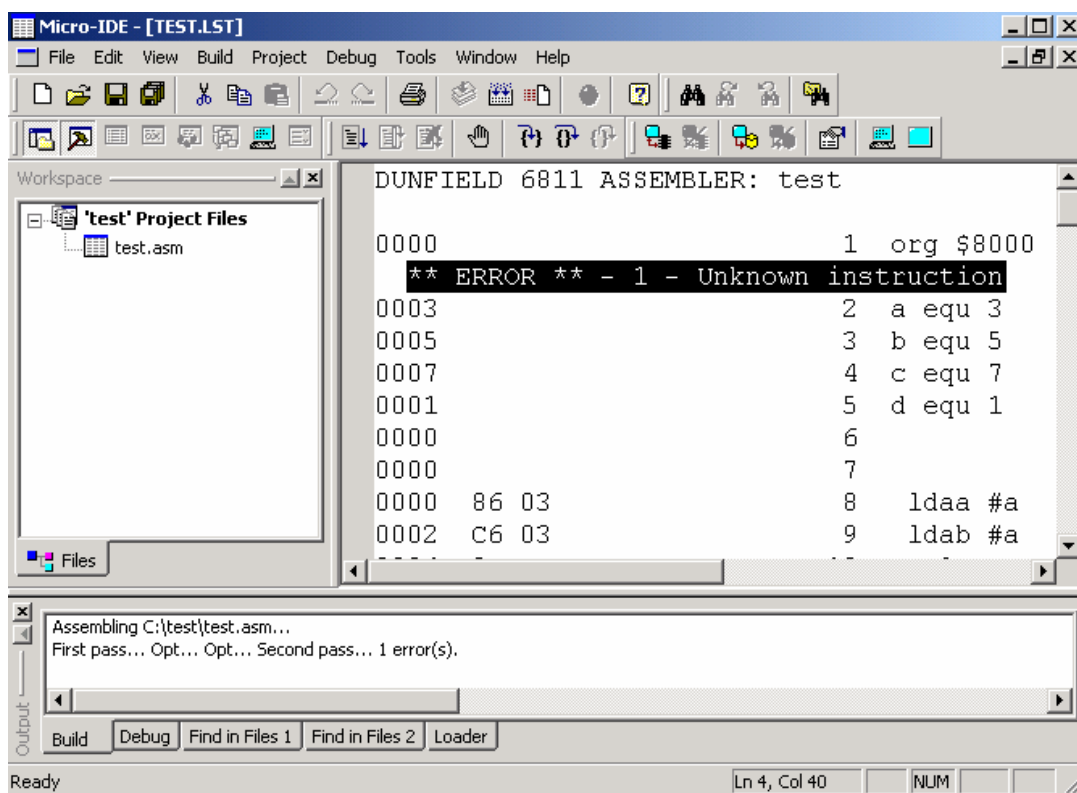 Micro-IDE - [TEST.LST]
File Edit View Build Project Debug Tools Window Help
Workspace
'test' Project Files
test.asm
Files
DUNFIELD 6811 ASSEMBLER: test
0000 1 org $8000
** ERROR ** - 1 - Unknown instruction
0003 2 a equ 3
0005 3 b equ 5
0007 4 c equ 7
0001 5 d equ 1
0000 6
0000 7
0000 86 03 8 ldaa #a
0002 C6 03 9 ldab #a
Assembling C:\test\test.asm...
First pass... Opt... Opt... Second pass... 1 error(s).
Output
Build Debug Find in Files 1 Find in Files 2 Loader
Ready Ln 4, Col 40 NUM